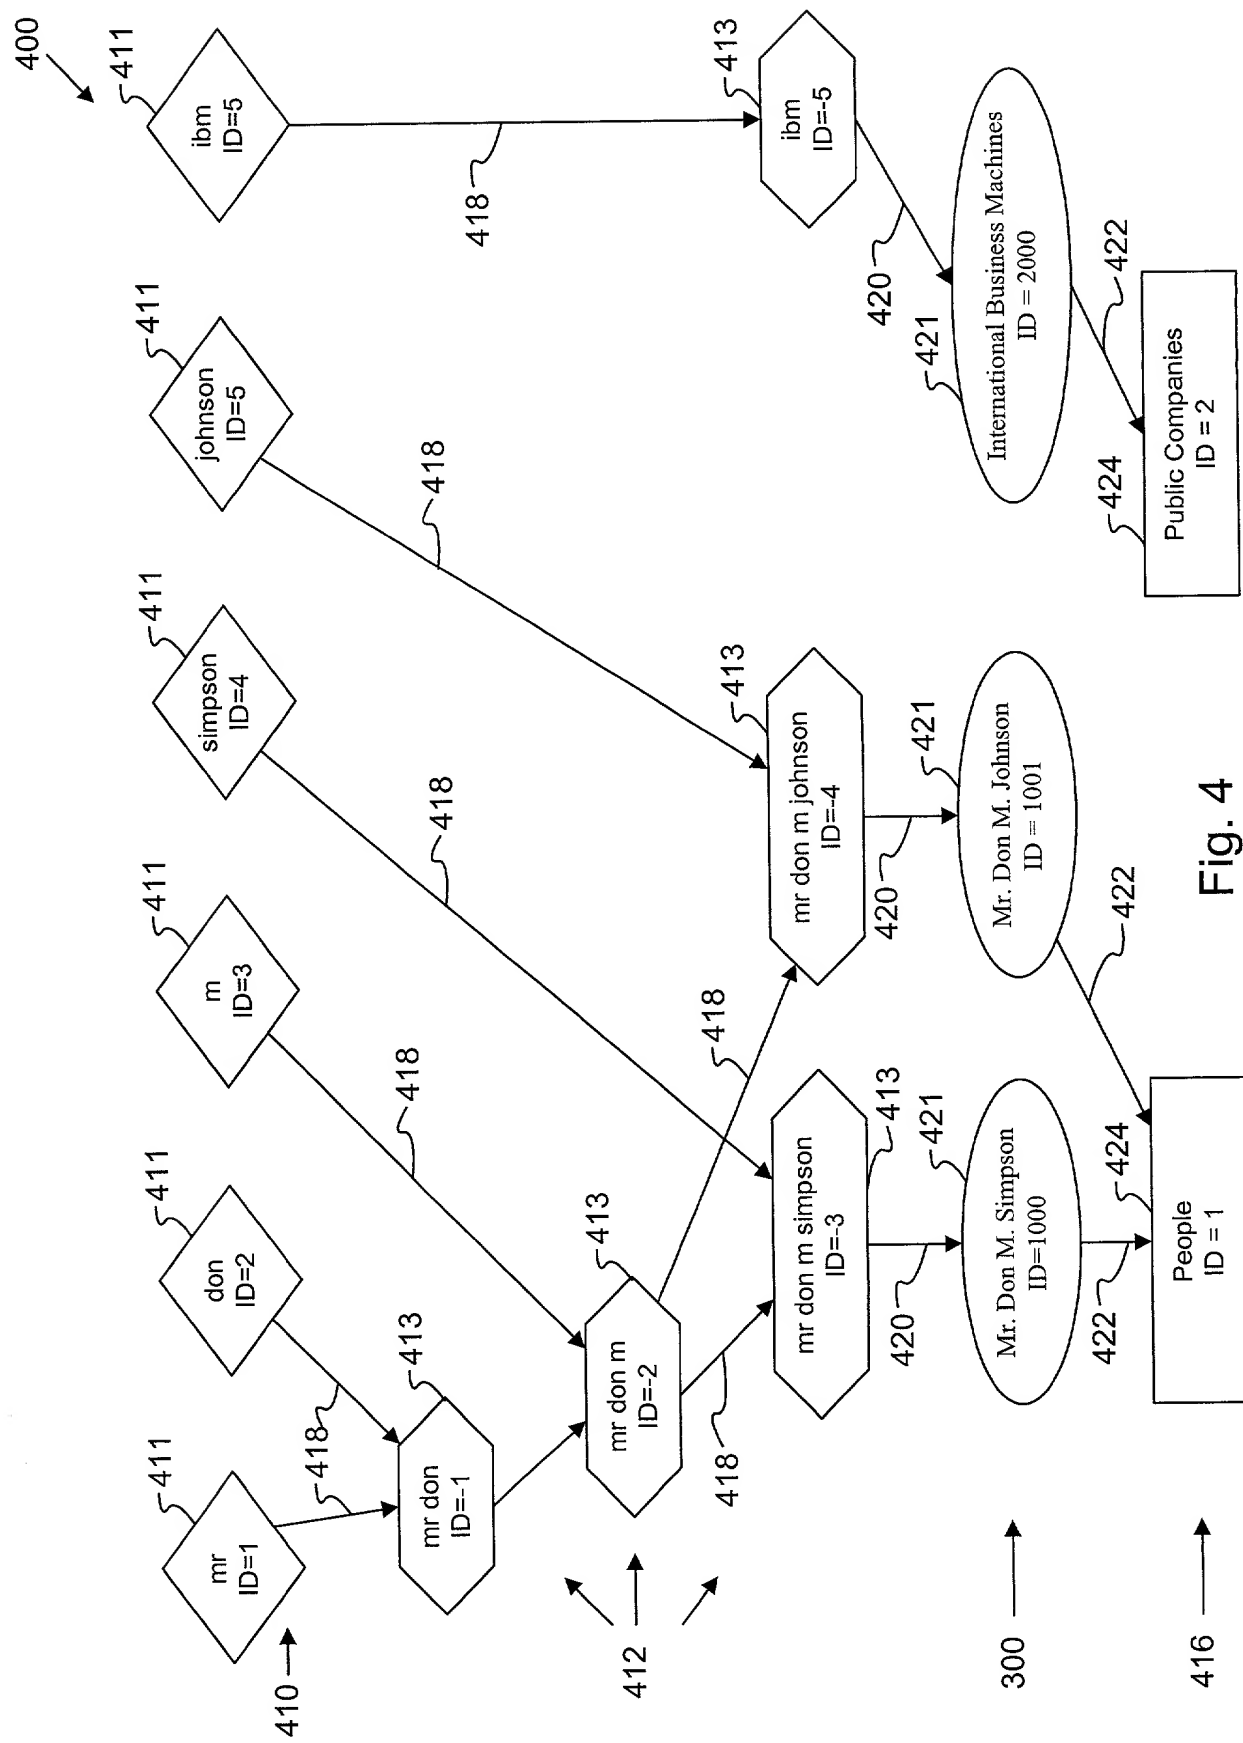 400
411
411
411
411
411
411
mr
ID=1
don
ID=2
m
ID=3
simpson
ID=4
johnson
ID=5
ibm
ID=5
410
418
418
418
418
418
413
mr don
ID=-1
412
413
mr don m
ID=-2
418
418
413
413
mr don m simpson
ID=-3
mr don m johnson
ID=-4
ibm
ID=-5
413
420
420
420
421
421
421
300
Mr. Don M. Simpson
ID=1000
Mr. Don M. Johnson
ID = 1001
International Business Machines
ID = 2000
422
424
422
424
422
416
People
ID = 1
Public Companies
ID = 2
Fig. 4